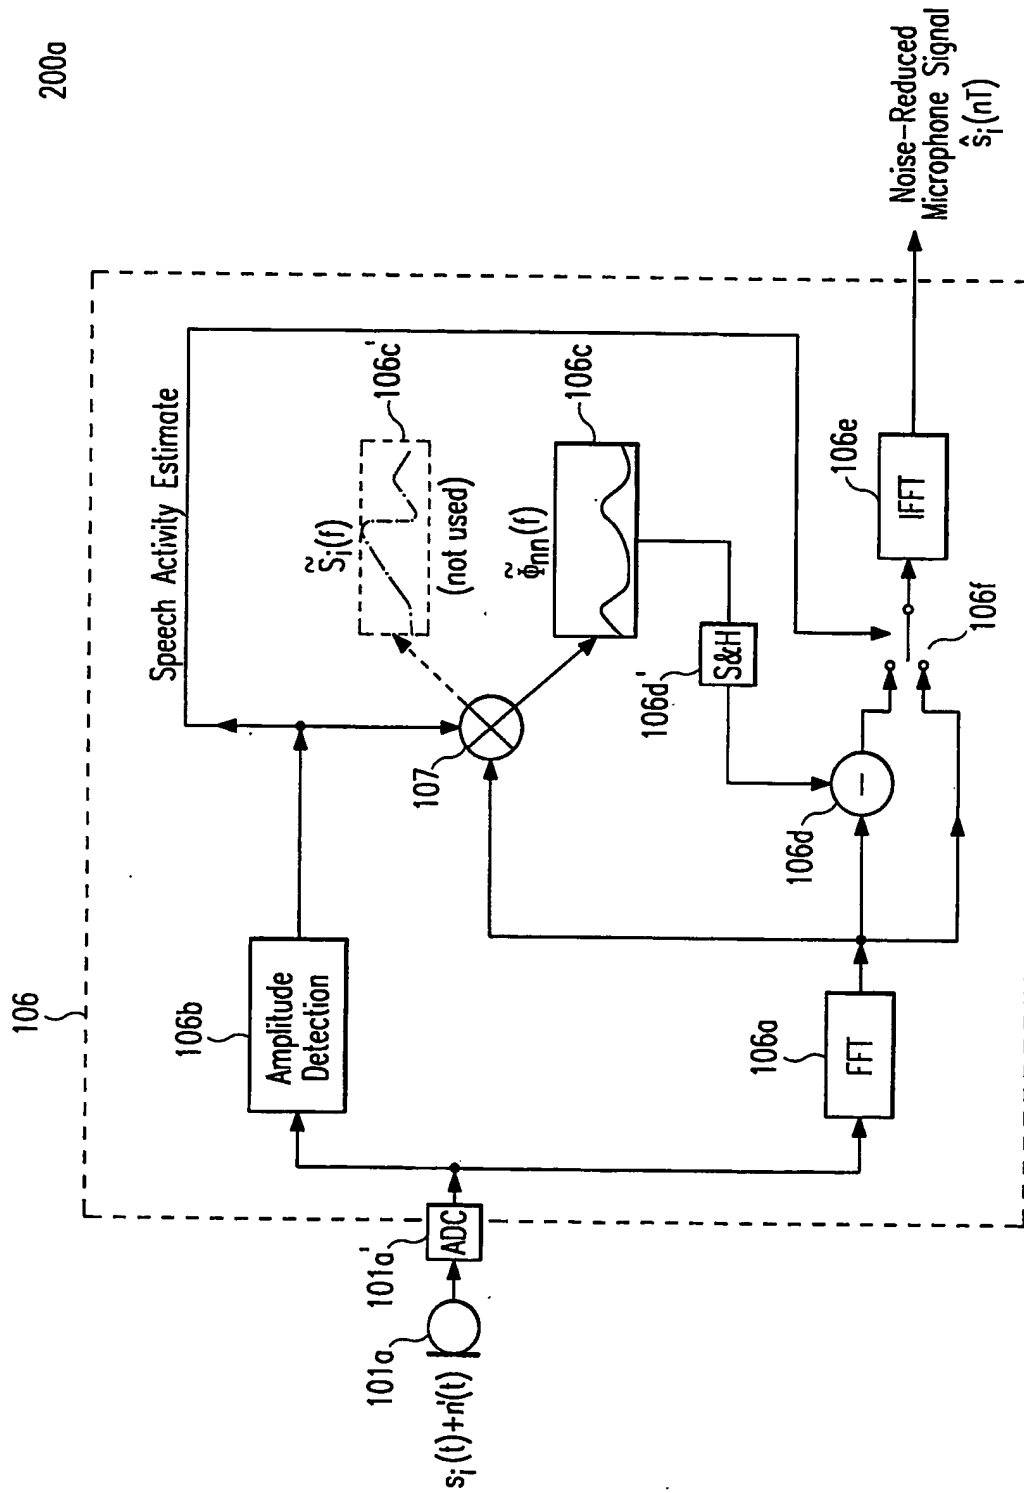 200a
106
Speech Activity Estimate
106b
Amplitude
Detection
S̃i(f)
106c'
(not used)
107
Φ̃nn(f)
106c
106d'
S&H
101a
101a'
ADC
si(t)+n'(t)
106a
FFT
106d
−
106f
106e
IFFT
Noise-Reduced
Microphone Signal
ŝi(nT)